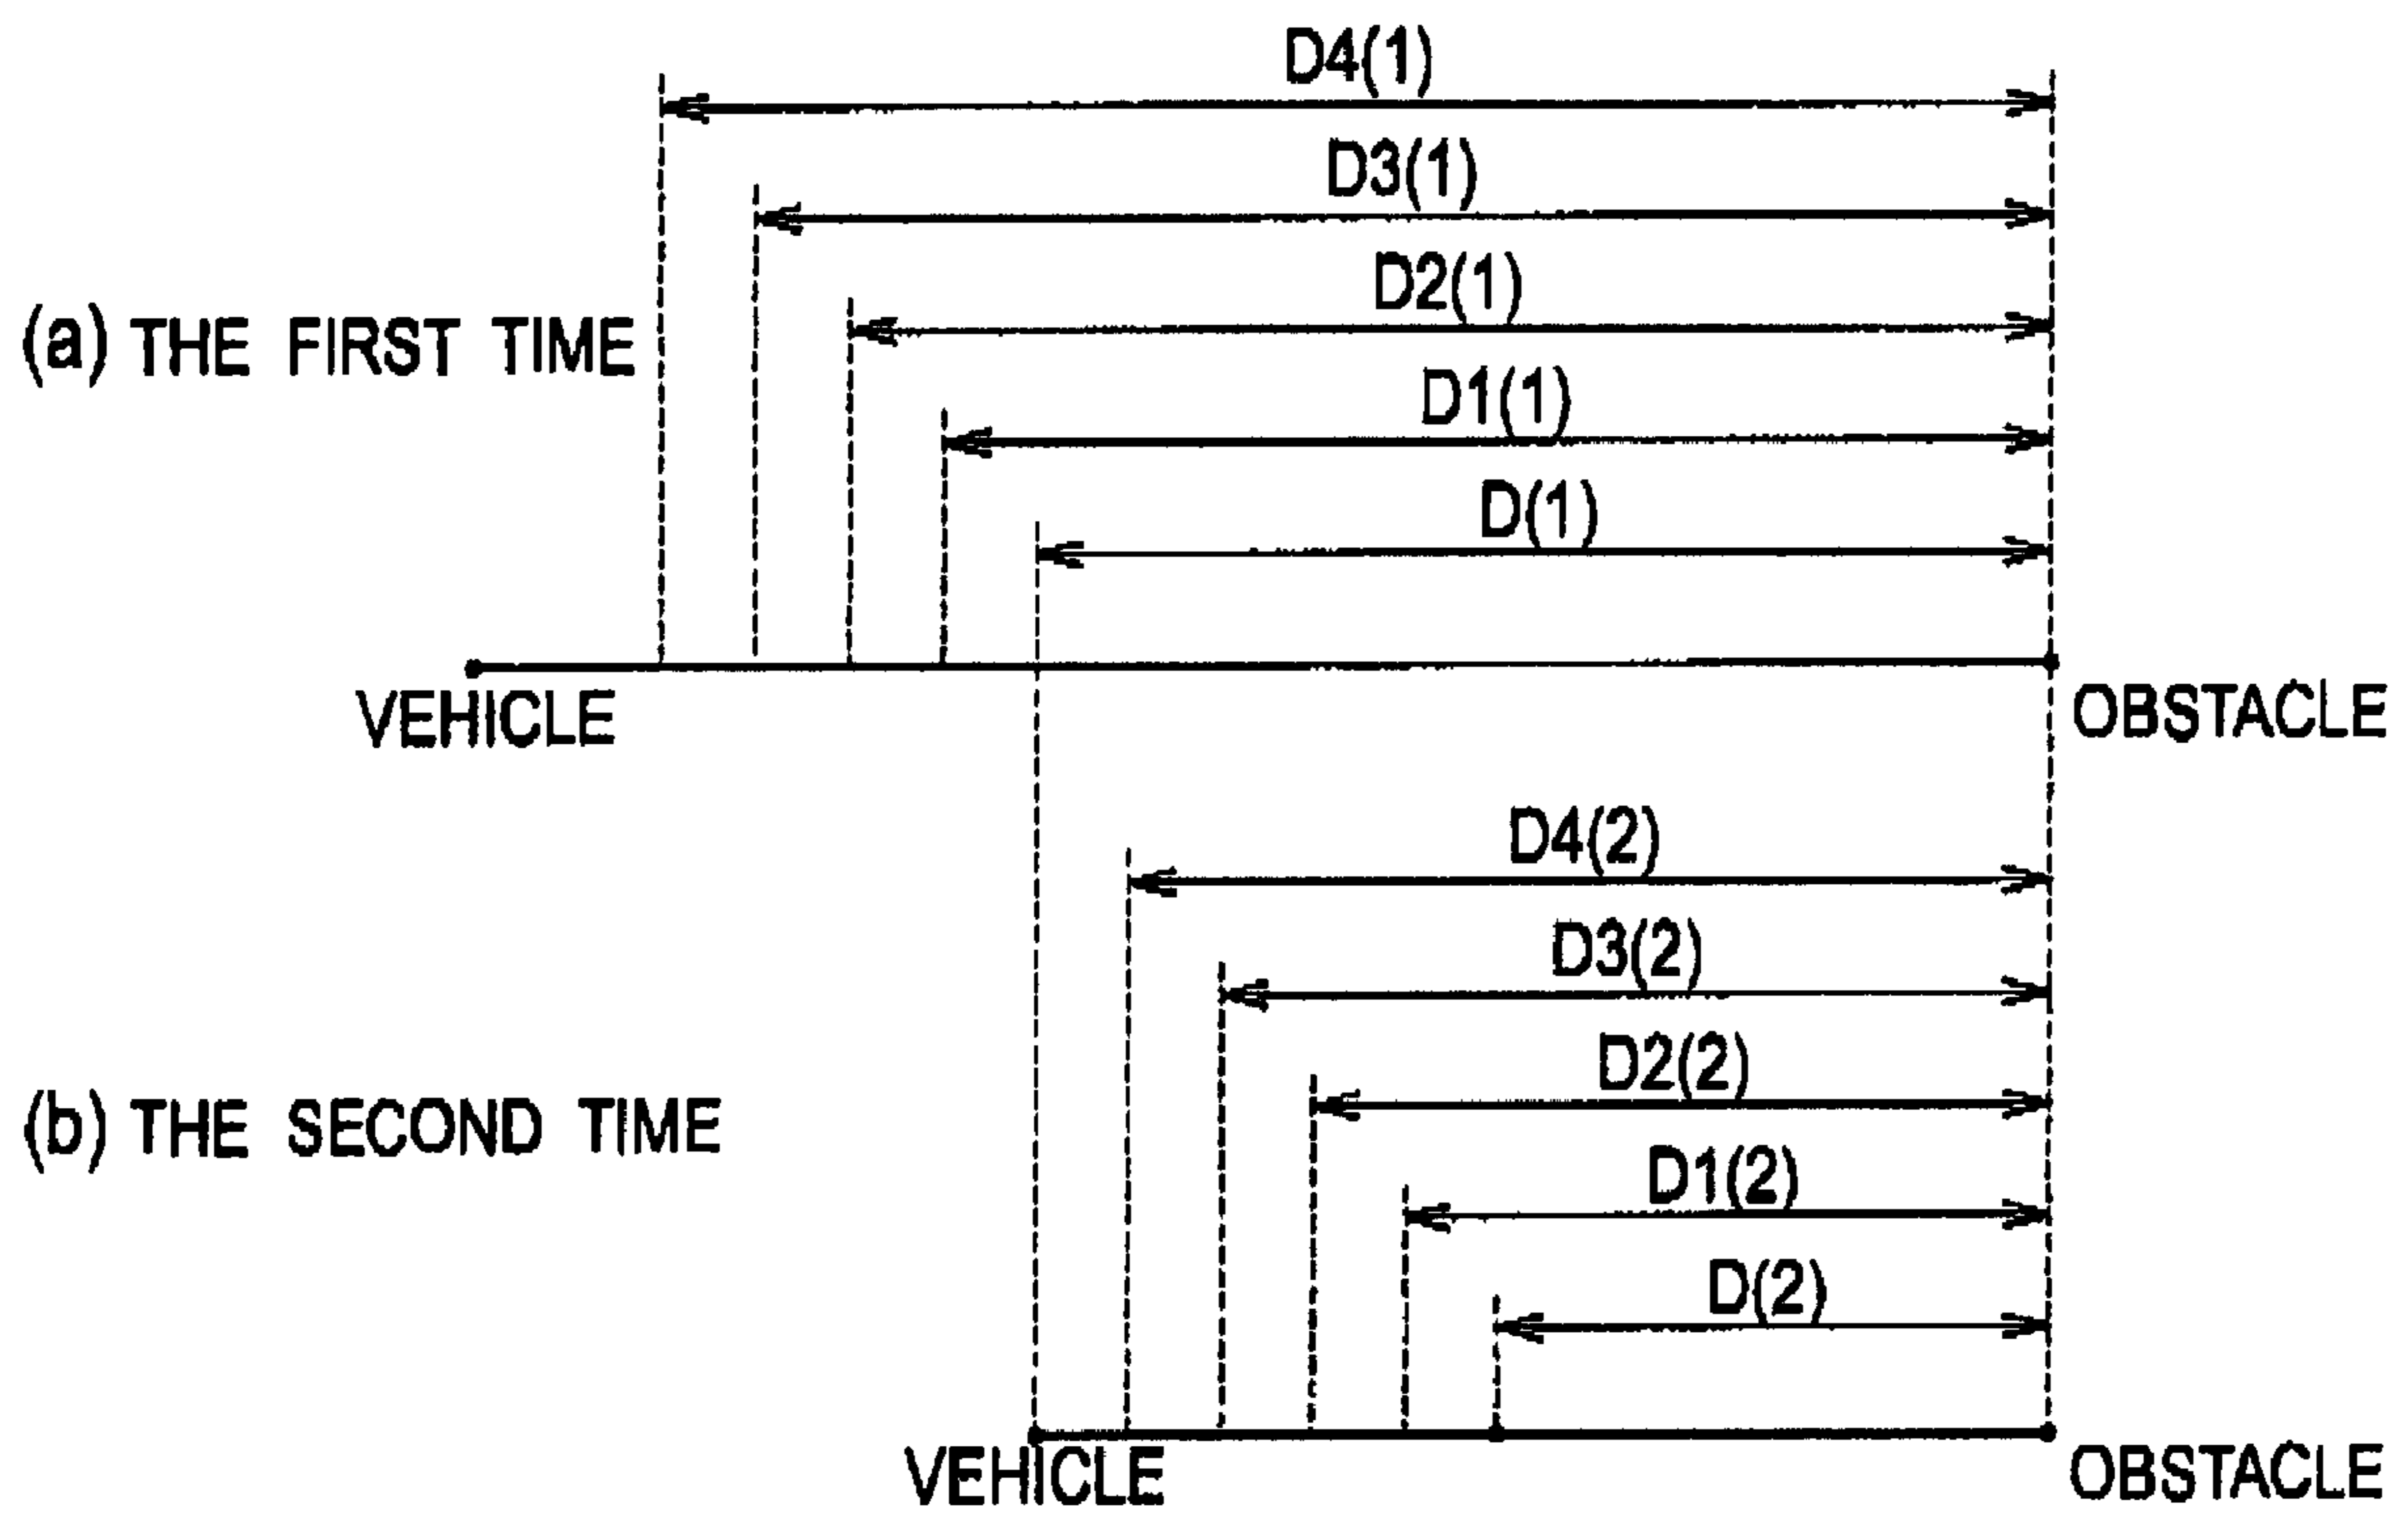 D4(1)
D3(1)
D2(1)
(a) THE FIRST TIME
D1(1)
D(1)
VEHICLE
OBSTACLE
D4(2)
D3(2)
D2(2)
(b) THE SECOND TIME
D1(2)
D(2)
VEHICLE
OBSTACLE